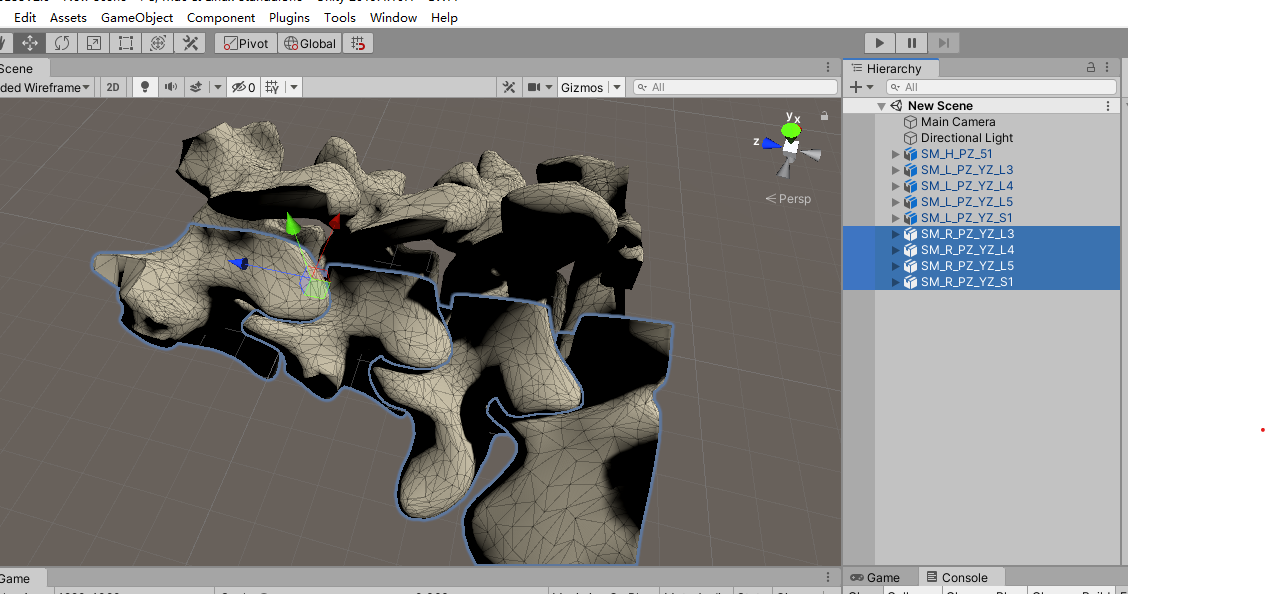 Edit Assets GameObject Component Plugins Tools Window Help
Pivot Global
Scene
ded Wireframe 2D 0 Gizmos All
y x
z
Persp
Hierarchy
All
New Scene
Main Camera
Directional Light
SM_H_PZ_51
SM_L_PZ_YZ_L3
SM_L_PZ_YZ_L4
SM_L_PZ_YZ_L5
SM_L_PZ_YZ_S1
SM_R_PZ_YZ_L3
SM_R_PZ_YZ_L4
SM_R_PZ_YZ_L5
SM_R_PZ_YZ_S1
Game
Game Console